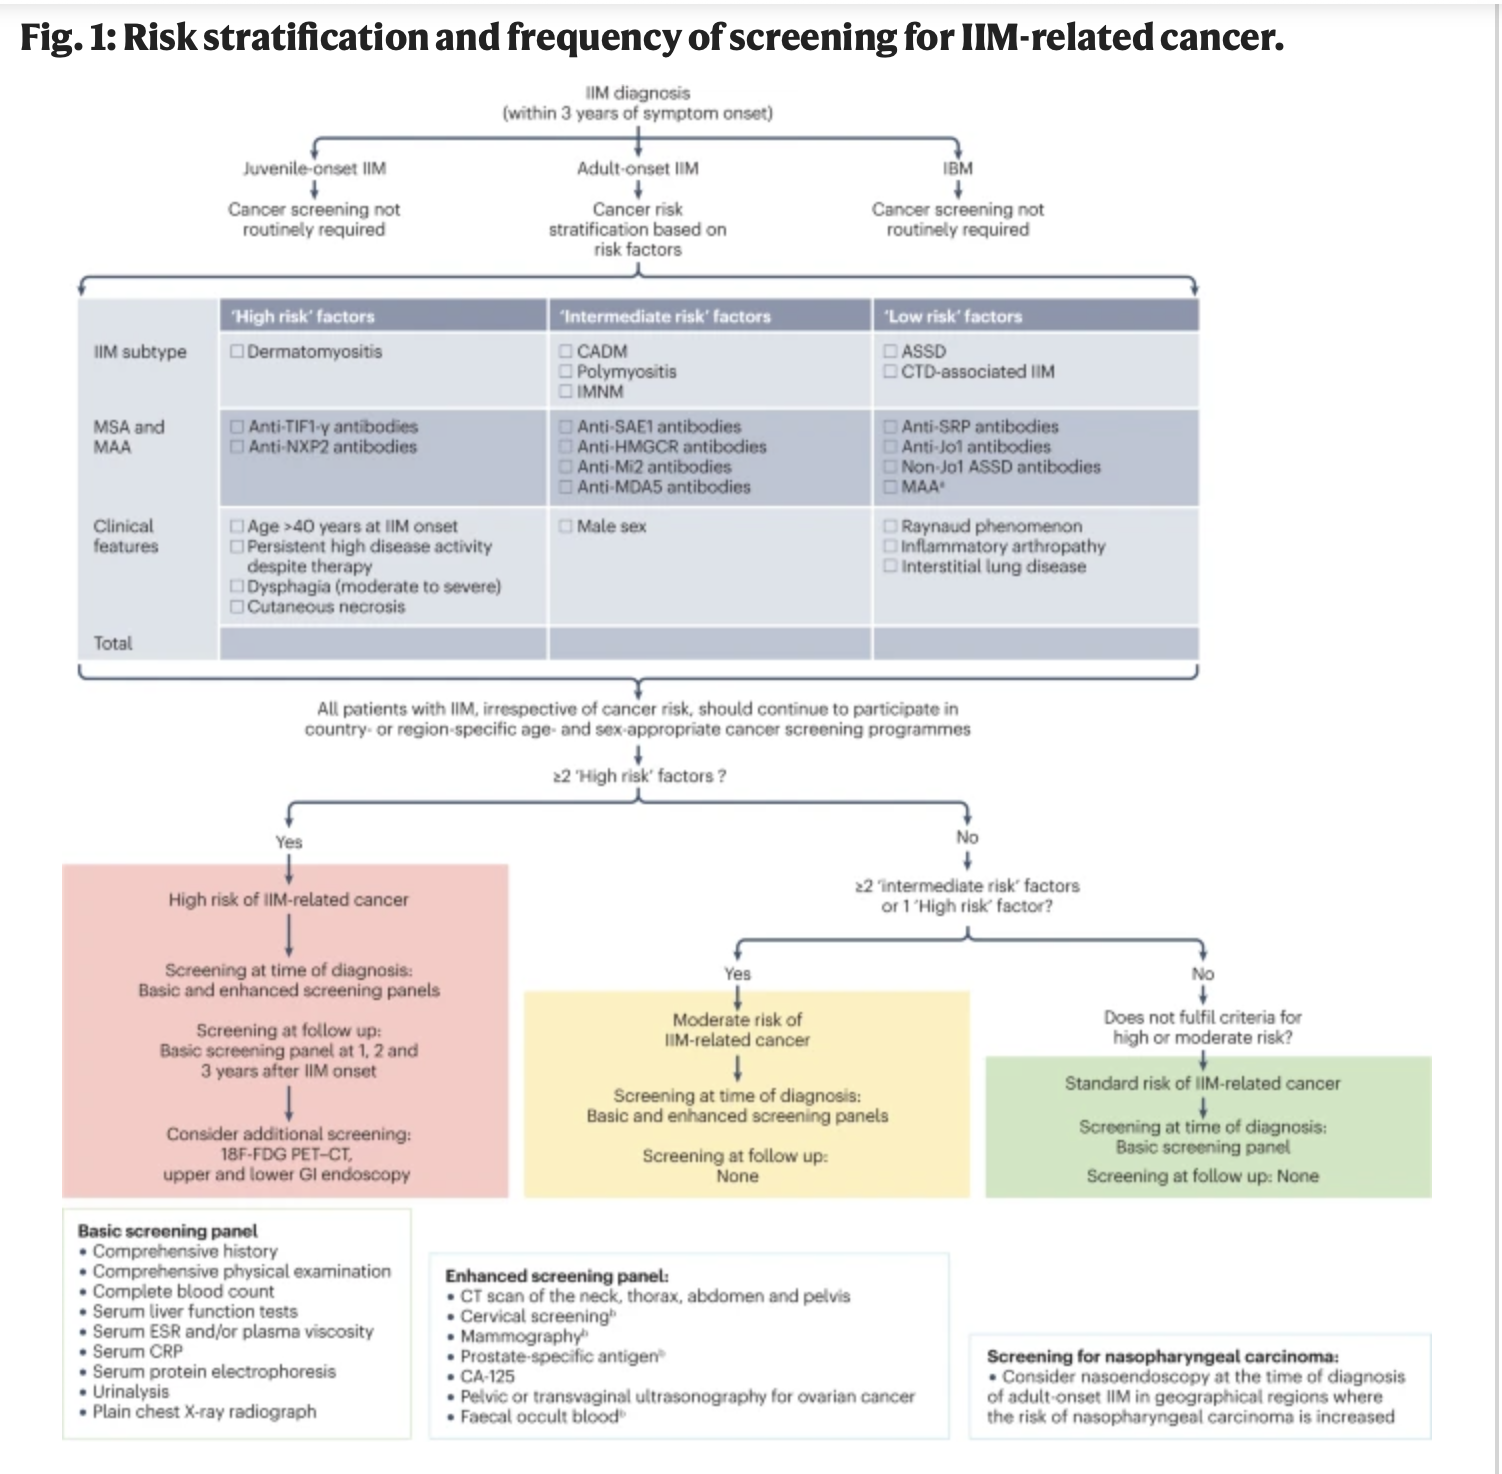 Fig. 1: Risk stratification and frequency of screening for IIM-related cancer.
IIM diagnosis
(within 3 years of symptom onset)
Juvenile-onset IIM
Adult-onset IIM
IBM
Cancer screening not
routinely required
Cancer risk
stratification based on
risk factors
Cancer screening not
routinely required
'High risk' factors
'Intermediate risk' factors
'Low risk' factors
IIM subtype
Dermatomyositis
CADM
Polymyositis
IMNM
ASSD
CTD-associated IIM
MSA and
MAA
Anti-TIF1-γ antibodies
Anti-NXP2 antibodies
Anti-SAE1 antibodies
Anti-HMGCR antibodies
Anti-Mi2 antibodies
Anti-MDA5 antibodies
Anti-SRP antibodies
Anti-Jo1 antibodies
Non-Jo1 ASSD antibodies
MAAᵃ
Clinical
features
Age >40 years at IIM onset
Persistent high disease activity
despite therapy
Dysphagia (moderate to severe)
Cutaneous necrosis
Male sex
Raynaud phenomenon
Inflammatory arthropathy
Interstitial lung disease
Total
All patients with IIM, irrespective of cancer risk, should continue to participate in
country- or region-specific age- and sex-appropriate cancer screening programmes
≥2 'High risk' factors ?
Yes
No
High risk of IIM-related cancer
Screening at time of diagnosis:
Basic and enhanced screening panels
Screening at follow up:
Basic screening panel at 1, 2 and
3 years after IIM onset
Consider additional screening:
18F-FDG PET–CT,
upper and lower GI endoscopy
≥2 'intermediate risk' factors
or 1 'High risk' factor?
Yes
No
Moderate risk of
IIM-related cancer
Screening at time of diagnosis:
Basic and enhanced screening panels
Screening at follow up:
None
Does not fulfil criteria for
high or moderate risk?
Standard risk of IIM-related cancer
Screening at time of diagnosis:
Basic screening panel
Screening at follow up: None
Basic screening panel
• Comprehensive history
• Comprehensive physical examination
• Complete blood count
• Serum liver function tests
• Serum ESR and/or plasma viscosity
• Serum CRP
• Serum protein electrophoresis
• Urinalysis
• Plain chest X-ray radiograph
Enhanced screening panel:
• CT scan of the neck, thorax, abdomen and pelvis
• Cervical screeningᵇ
• Mammographyᵇ
• Prostate-specific antigenᵇ
• CA-125
• Pelvic or transvaginal ultrasonography for ovarian cancer
• Faecal occult bloodᵇ
Screening for nasopharyngeal carcinoma:
• Consider nasoendoscopy at the time of diagnosis
of adult-onset IIM in geographical regions where
the risk of nasopharyngeal carcinoma is increased